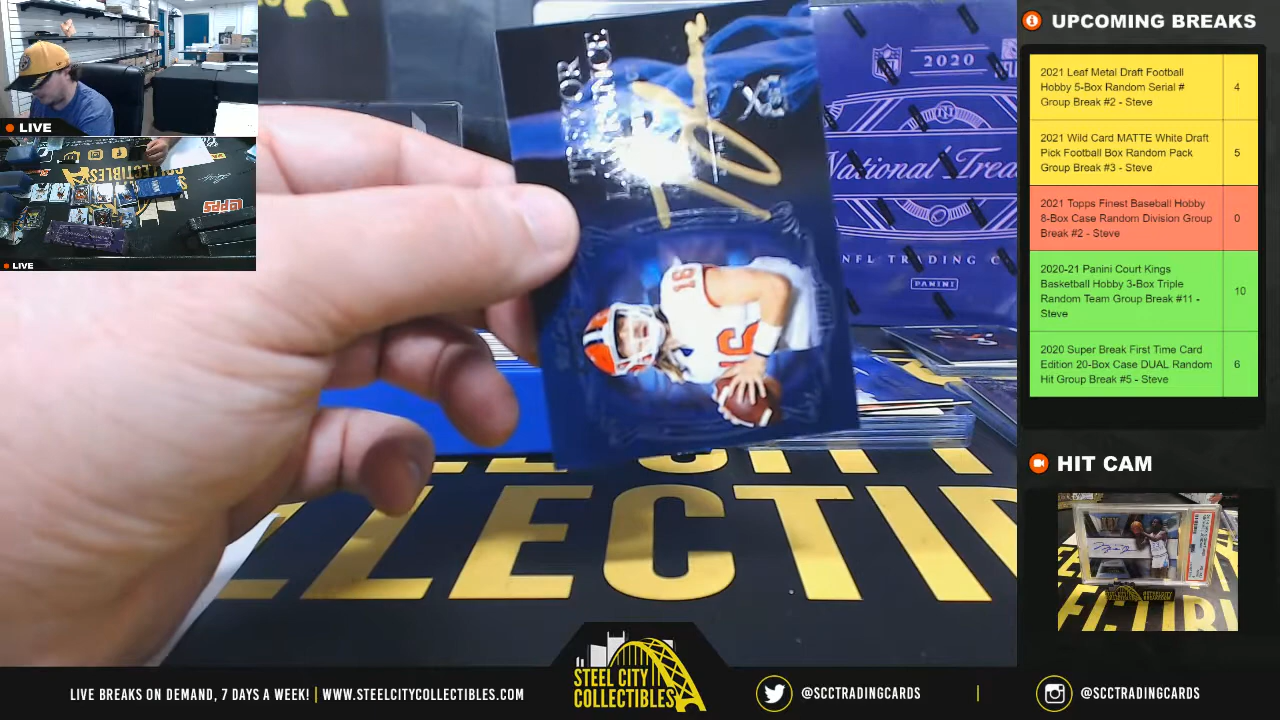 LIVE
LIVE
TREVOR
LAWRENCE
XR
16
16
2020
National Trea
NFL TRADING C
PANINI
CITY
LLECTIB
UPCOMING BREAKS
2021 Leaf Metal Draft Football
Hobby 5-Box Random Serial #
Group Break #2 - Steve
4
2021 Wild Card MATTE White Draft
Pick Football Box Random Pack
Group Break #3 - Steve
5
2021 Topps Finest Baseball Hobby
8-Box Case Random Division Group
Break #2 - Steve
0
2020-21 Panini Court Kings
Basketball Hobby 3-Box Triple
Random Team Group Break #11 -
Steve
10
2020 Super Break First Time Card
Edition 20-Box Case DUAL Random
Hit Group Break #5 - Steve
6
HIT CAM
LIVE BREAKS ON DEMAND, 7 DAYS A WEEK! | WWW.STEELCITYCOLLECTIBLES.COM
STEEL CITY
COLLECTIBLES
@SCCTRADINGCARDS
@SCCTRADINGCARDS